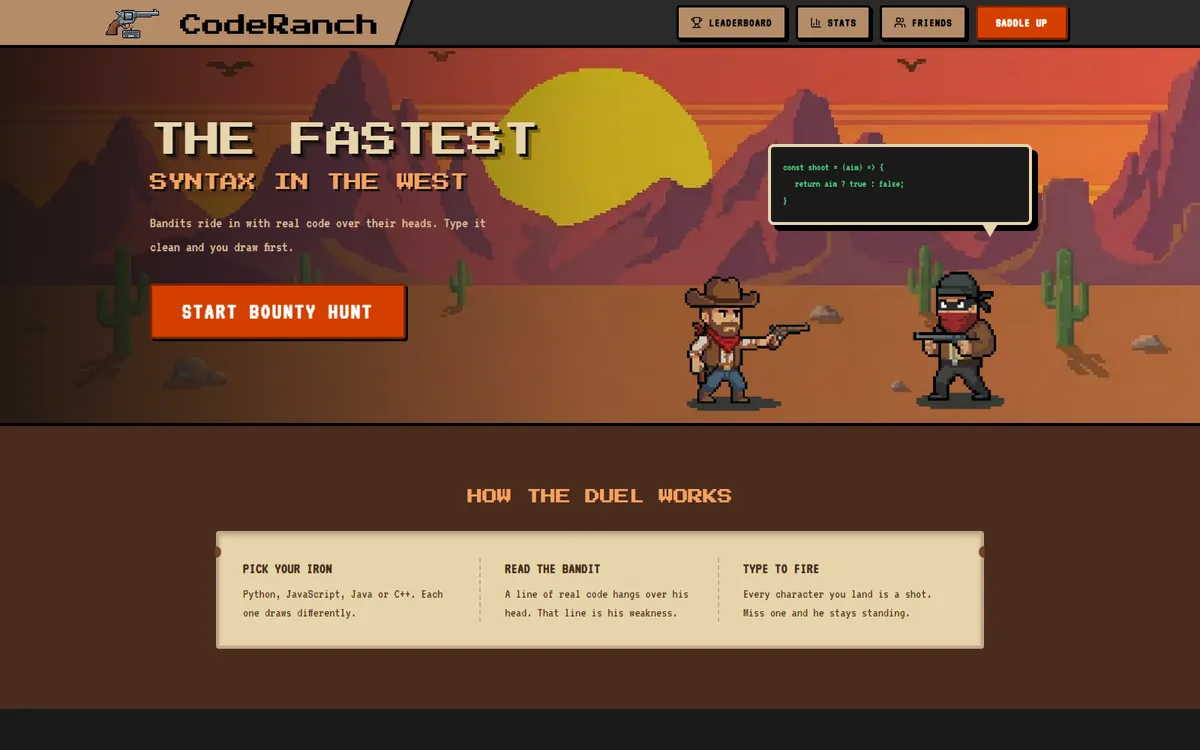 CodeRanch
LEADERBOARD
STATS
FRIENDS
SADDLE UP
THE FASTEST
SYNTAX IN THE WEST
Bandits ride in with real code over their heads. Type it
clean and you draw first.
START BOUNTY HUNT
const shoot = (aim) => {
return aim ? true : false;
}
HOW THE DUEL WORKS
PICK YOUR IRON
Python, JavaScript, Java or C++. Each
one draws differently.
READ THE BANDIT
A line of real code hangs over his
head. That line is his weakness.
TYPE TO FIRE
Every character you land is a shot.
Miss one and he stays standing.